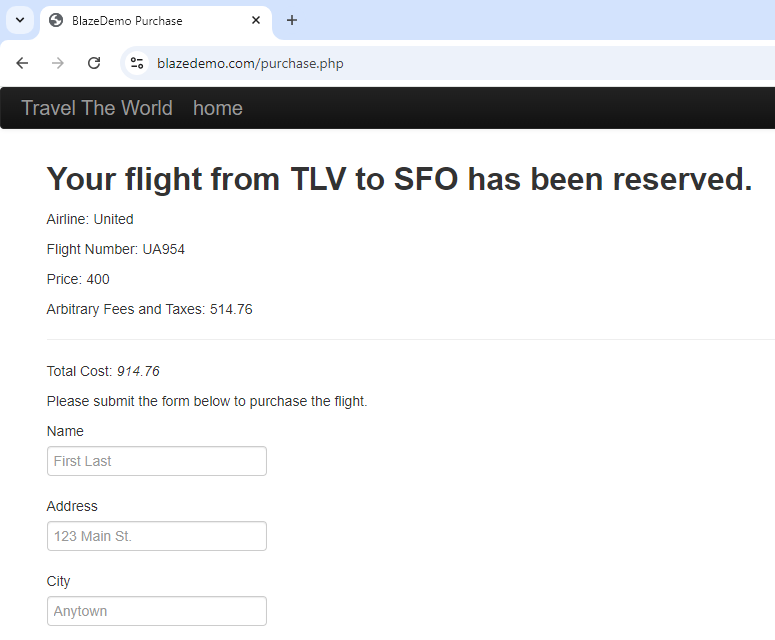 BlazeDemo Purchase
blazedemo.com/purchase.php
Travel The World home
Your flight from TLV to SFO has been reserved.
Airline: United
Flight Number: UA954
Price: 400
Arbitrary Fees and Taxes: 514.76
Total Cost: 914.76
Please submit the form below to purchase the flight.
Name
First Last
Address
123 Main St.
City
Anytown